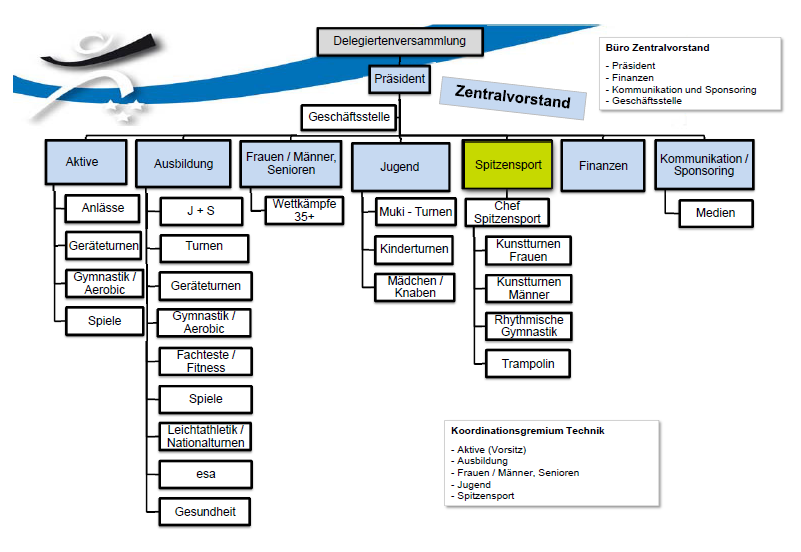 Delegiertenversammlung
Büro Zentralvorstand
- Präsident
- Finanzen
- Kommunikation und Sponsoring
- Geschäftsstelle
Präsident
Zentralvorstand
Geschäftsstelle
Aktive
Anlässe
Geräteturnen
Gymnastik /
Aerobic
Spiele
Ausbildung
J + S
Turnen
Geräteturnen
Gymnastik /
Aerobic
Fachteste /
Fitness
Spiele
Leichtathletik /
Nationalturnen
esa
Gesundheit
Frauen / Männer,
Senioren
Wettkämpfe
35+
Jugend
Muki - Turnen
Kinderturnen
Mädchen /
Knaben
Spitzensport
Chef
Spitzensport
Kunstturnen
Frauen
Kunstturnen
Männer
Rhythmische
Gymnastik
Trampolin
Finanzen
Kommunikation /
Sponsoring
Medien
Koordinationsgremium Technik
- Aktive (Vorsitz)
- Ausbildung
- Frauen / Männer, Senioren
- Jugend
- Spitzensport